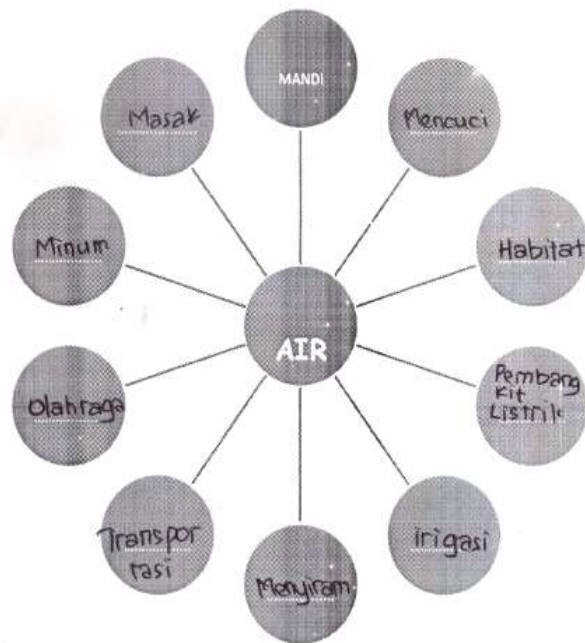 MANDI
Mencuci
Habitat
Pembang
kit
Listrik
irigasi
Menyiram
Transpor
tasi
Olahraga
Minum
Masak
AIR